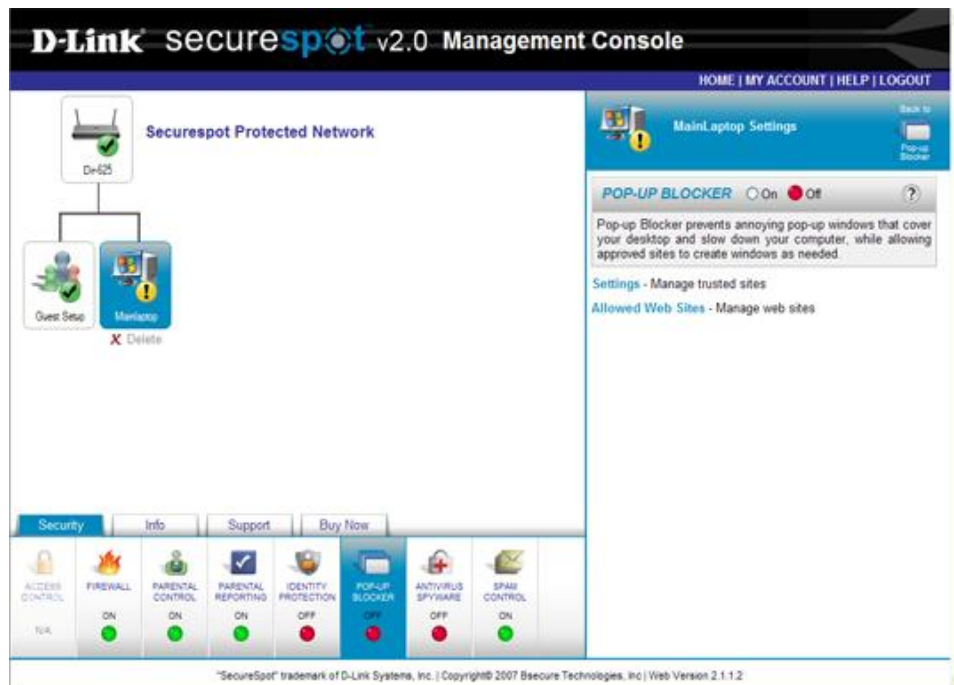 D-Link securespot v2.0 Management Console
HOME | MY ACCOUNT | HELP | LOGOUT
Securespot Protected Network
Dir-625
Guest Setup
Mainlaptop
X Delete
MainLaptop Settings
Back to
Pop-up
Blocker
POP-UP BLOCKER On Off ?
Pop-up Blocker prevents annoying pop-up windows that cover
your desktop and slow down your computer, while allowing
approved sites to create windows as needed.
Settings - Manage trusted sites
Allowed Web Sites - Manage web sites
Security Info Support Buy Now
ACCESS CONTROL
N/A
FIREWALL
ON
PARENTAL CONTROL
ON
PARENTAL REPORTING
ON
IDENTITY PROTECTION
OFF
POP-UP BLOCKER
OFF
ANTIVIRUS SPYWARE
OFF
SPAM CONTROL
ON
"SecureSpot" trademark of D-Link Systems, Inc. | Copyright© 2007 Bsecure Technologies, Inc | Web Version 2.1.1.2